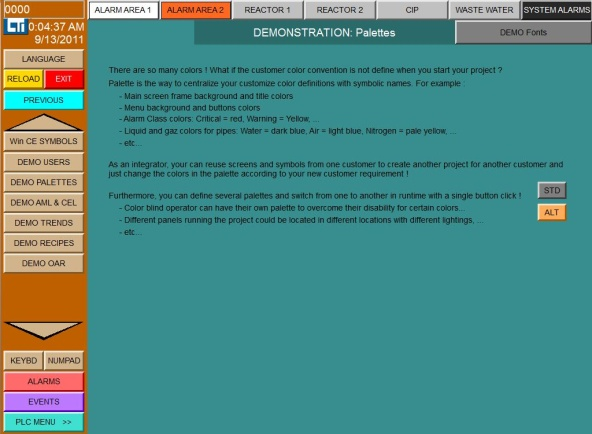 0000
ALARM AREA 1
ALARM AREA 2
REACTOR 1
REACTOR 2
CIP
WASTE WATER
SYSTEM ALARMS
0:04:37 AM
9/13/2011
DEMONSTRATION: Palettes
DEMO Fonts
LANGUAGE
RELOAD
EXIT
PREVIOUS
Win CE SYMBOLS
DEMO USERS
DEMO PALETTES
DEMO AML & CEL
DEMO TRENDS
DEMO RECIPES
DEMO OAR
KEYBD
NUMPAD
ALARMS
EVENTS
PLC MENU >>
There are so many colors ! What if the customer color convention is not define when you start your project ?
Palette is the way to centralize your customize color definitions with symbolic names. For example :
- Main screen frame background and title colors
- Menu background and buttons colors
- Alarm Class colors: Critical = red, Warning = Yellow, ...
- Liquid and gaz colors for pipes: Water = dark blue, Air = light blue, Nitrogen = pale yellow, ...
- etc...
As an integrator, your can reuse screens and symbols from one customer to create another project for another customer and
just change the colors in the palette according to your new customer requirement !
Furthermore, you can define several palettes and switch from one to another in runtime with a single button click !
- Color blind operator can have their own palette to overcome their disability for certain colors...
- Different panels running the project could be located in different locations with different lightings, ...
- etc...
STD
ALT